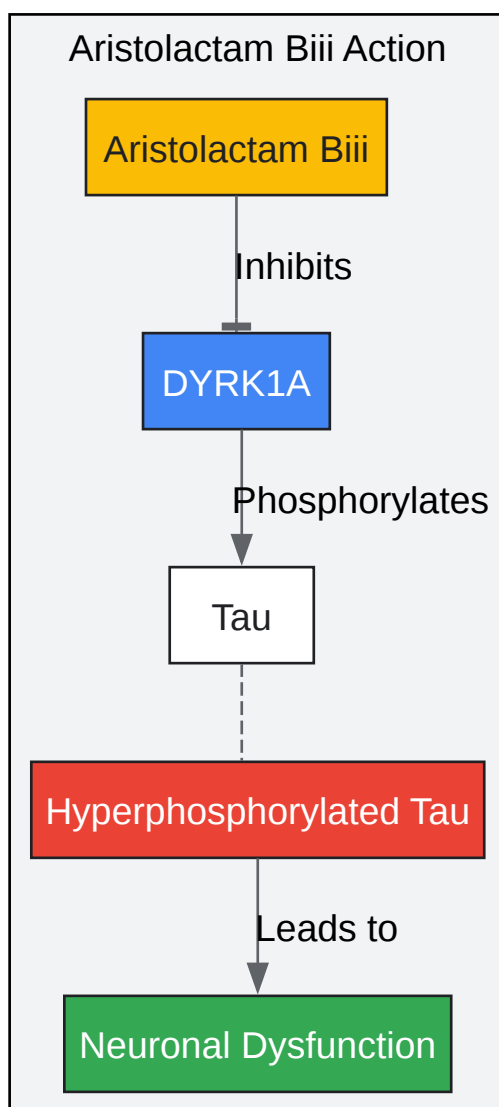 Aristolactam Biii Action
Aristolactam Biii
Inhibits
DYRK1A
Phosphorylates
Tau
Hyperphosphorylated Tau
Leads to
Neuronal Dysfunction